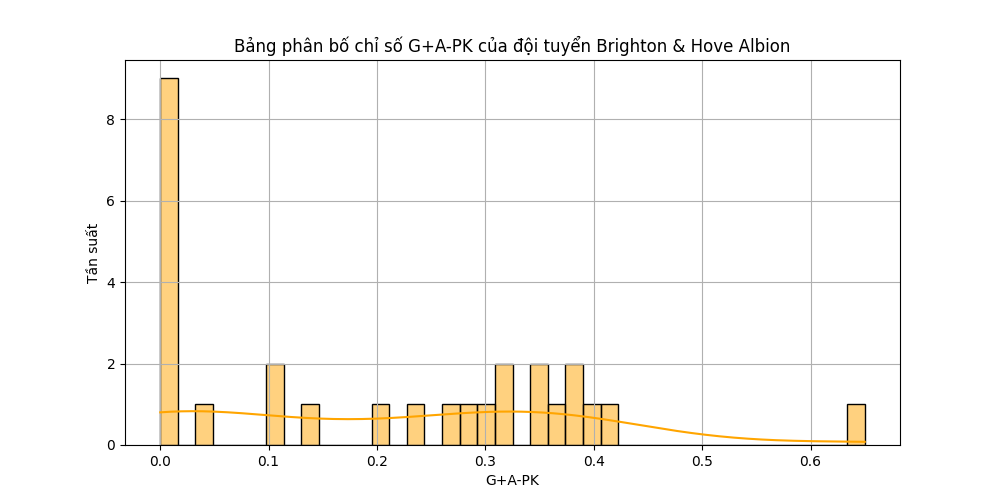 Bảng phân bố chỉ số G+A-PK của đội tuyển Brighton & Hove Albion
Tần suất
8
6
4
2
0
0.0 0.1 0.2 0.3 0.4 0.5 0.6
G+A-PK